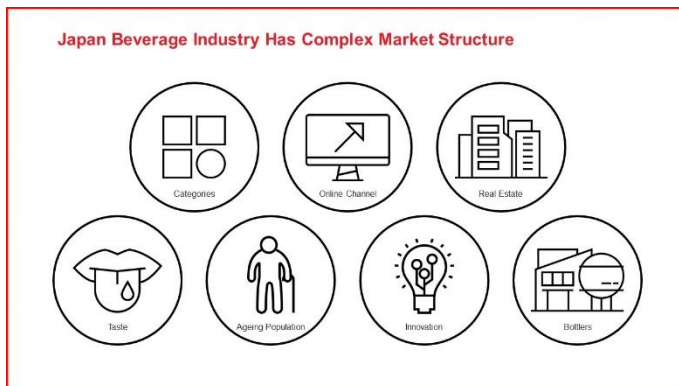 Japan Beverage Industry Has Complex Market Structure
Categories
Online Channel
Real Estate
Taste
Ageing Population
Innovation
Bottlers